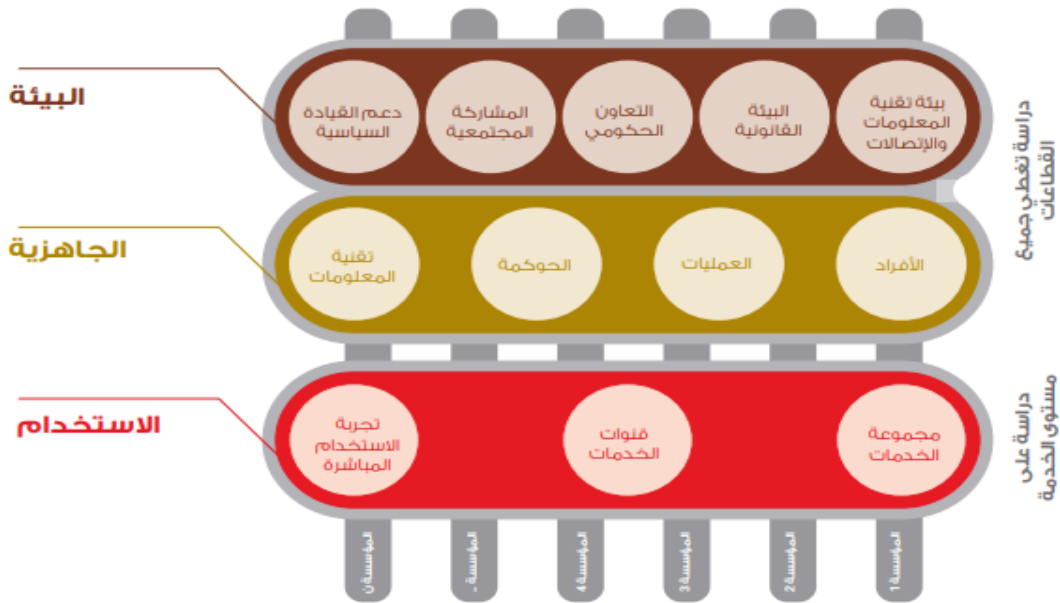 بيئة تقنية
المعلومات
والإتصالات
البيئة
القانونية
التعاون
الحكومي
المشاركة
المجتمعية
دعم القيادة
السياسية
البيئة
الأفراد
العمليات
الحوكمة
تقنية
المعلومات
الجاهزية
دراسة تغطي جميع
القطاعات
مجموعة
الخدمات
قنوات
الخدمات
تجربة
الاستخدام
المباشرة
الاستخدام
دراسة على
مستوى الخدمة
المؤسسة 1
المؤسسة 2
المؤسسة 3
المؤسسة 4
المؤسسة -
المؤسسة ن